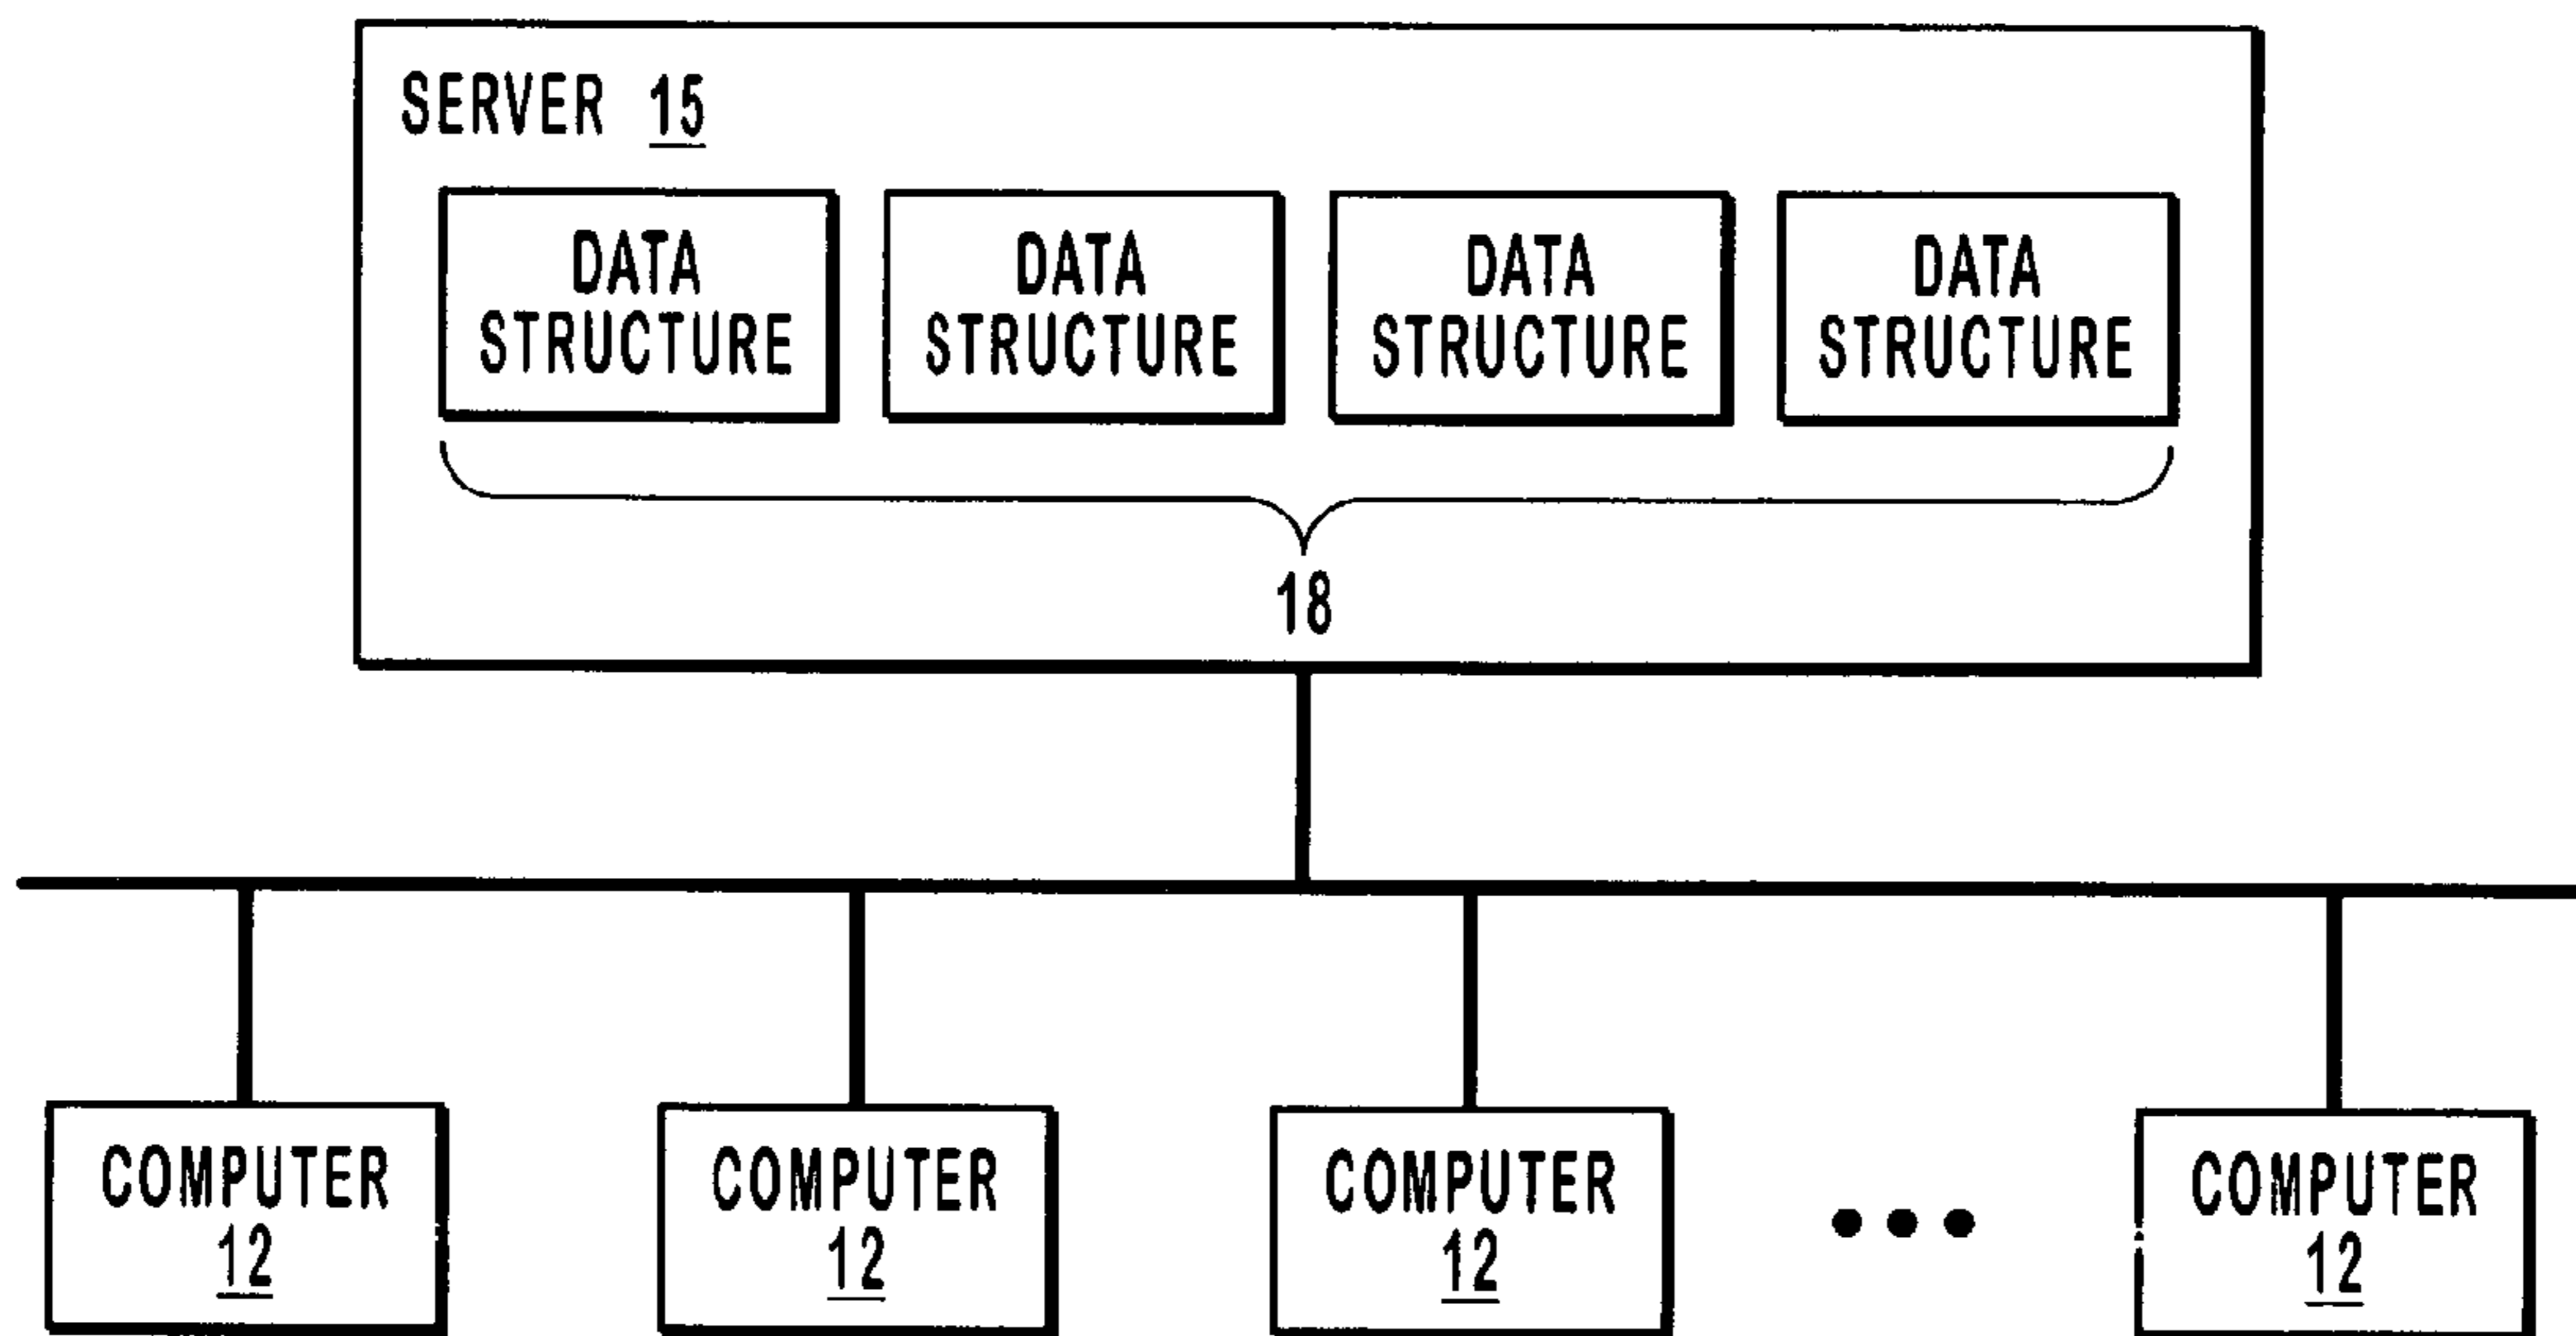 SERVER 15
DATA
STRUCTURE
DATA
STRUCTURE
DATA
STRUCTURE
DATA
STRUCTURE
18
COMPUTER
12
COMPUTER
12
COMPUTER
12
•••
COMPUTER
12